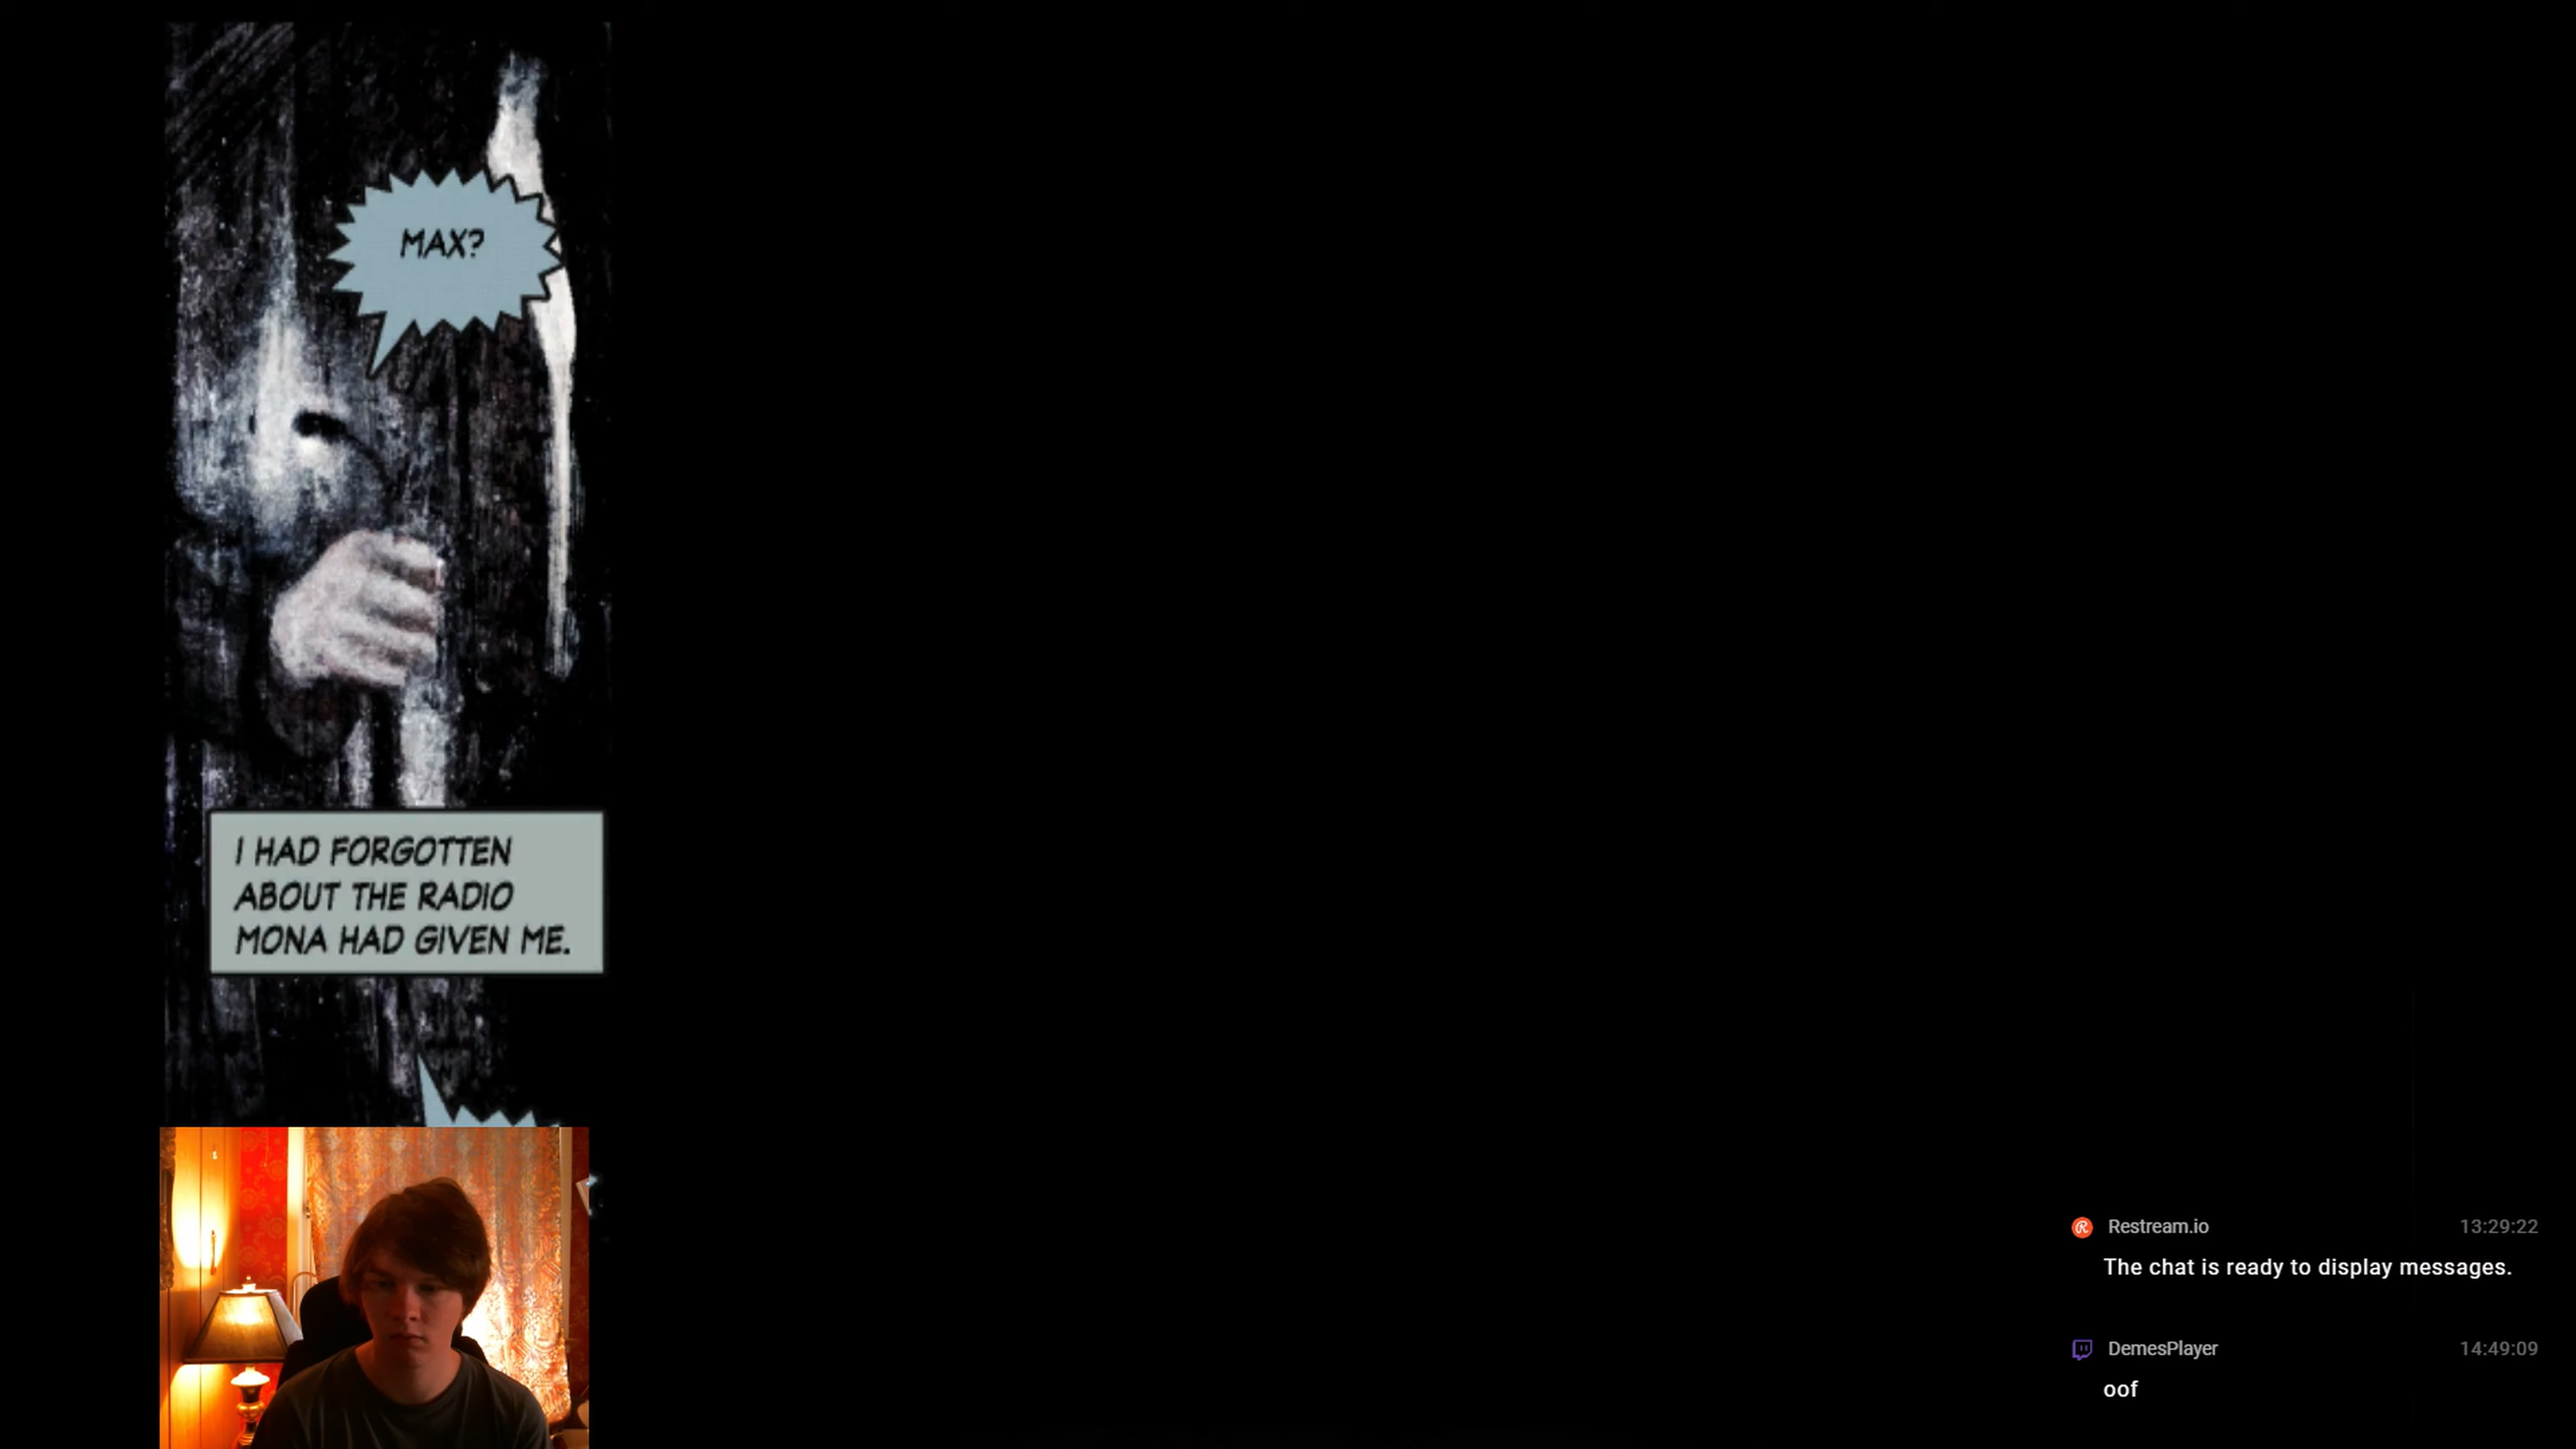 MAX?
I HAD FORGOTTEN
ABOUT THE RADIO
MONA HAD GIVEN ME.
Restream.io 13:29:22
The chat is ready to display messages.
DemesPlayer 14:49:09
oof